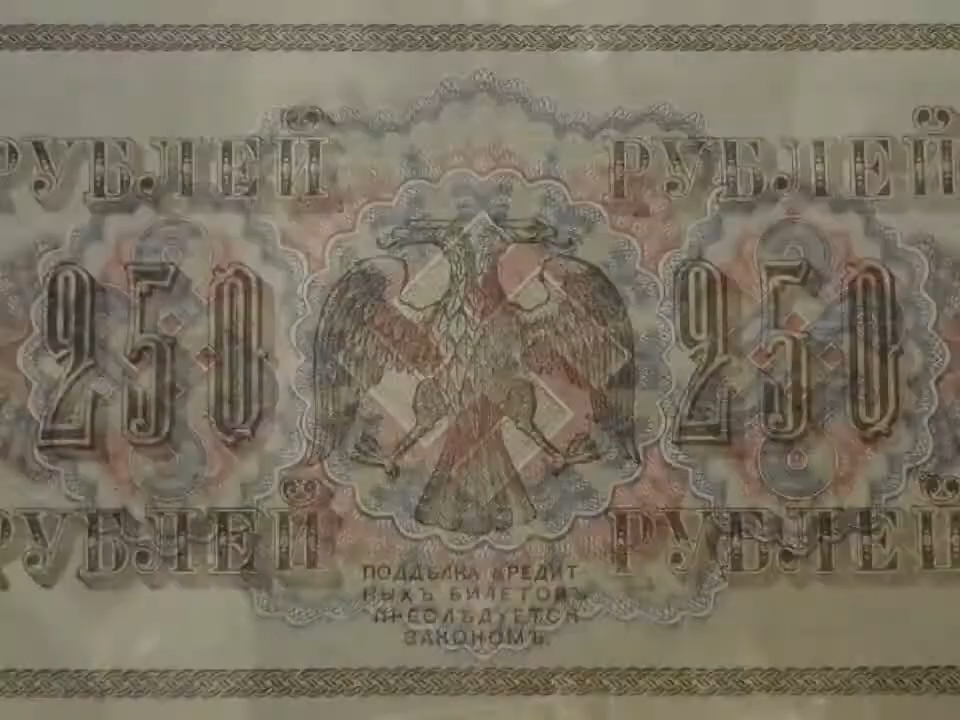 РУБЛЕЙ РУБЛЕЙ
250 250
РУБЛЕЙ РУБЛЕЙ
ПОДДѢЛКА КРЕДИТ
НЫХЪ БИЛЕТОВЪ
ПРЕСЛѢДУЕТСЯ
ЗАКОНОМЪ.